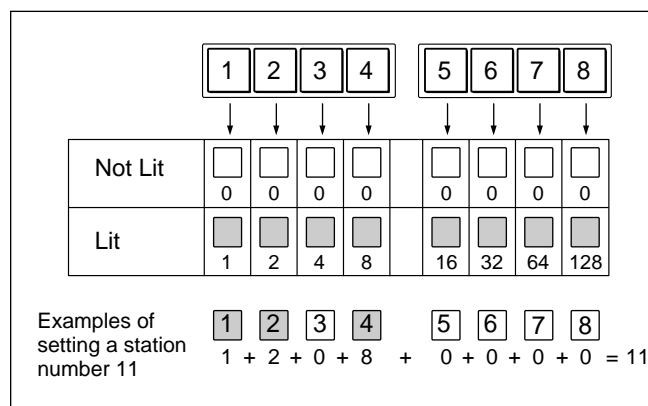 1 2 3 4 5 6 7 8
Not Lit
0 0 0 0 0 0 0 0
Lit
1 2 4 8 16 32 64 128
Examples of
setting a station
number 11
1 2 3 4 5 6 7 8
1 + 2 + 0 + 8 + 0 + 0 + 0 + 0 = 11